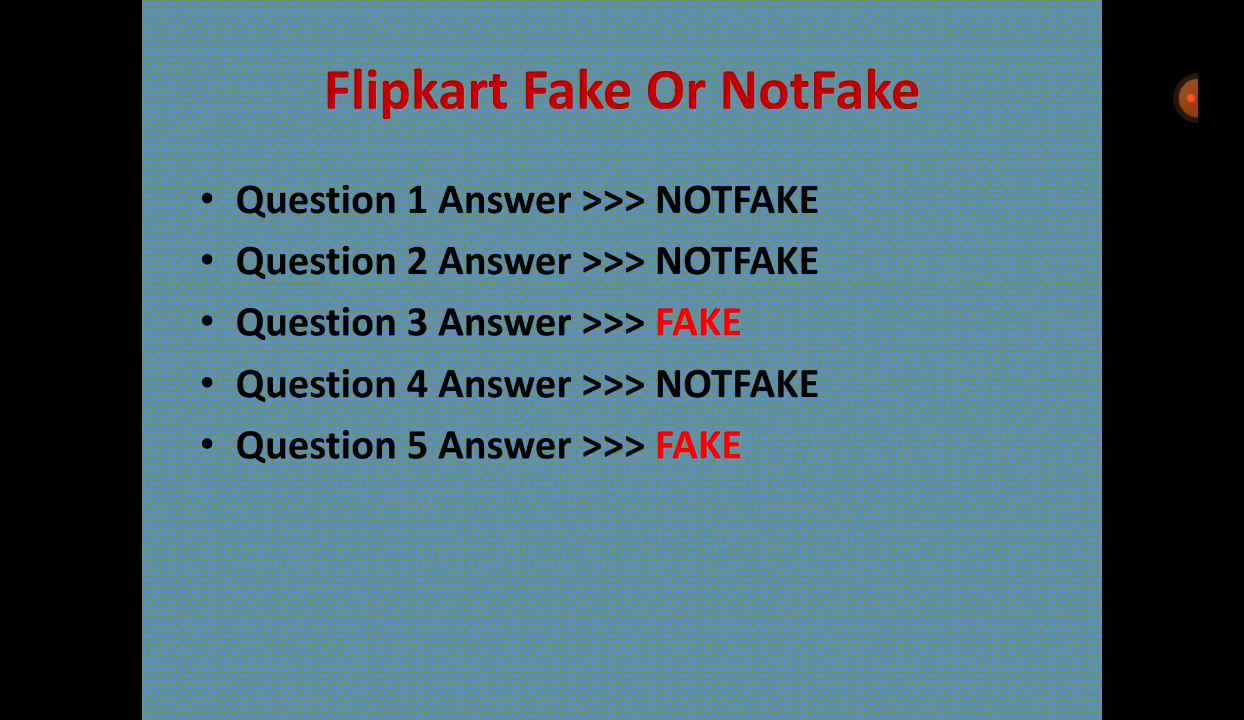 Flipkart Fake Or NotFake
• Question 1 Answer >>> NOTFAKE
• Question 2 Answer >>> NOTFAKE
• Question 3 Answer >>> FAKE
• Question 4 Answer >>> NOTFAKE
• Question 5 Answer >>> FAKE